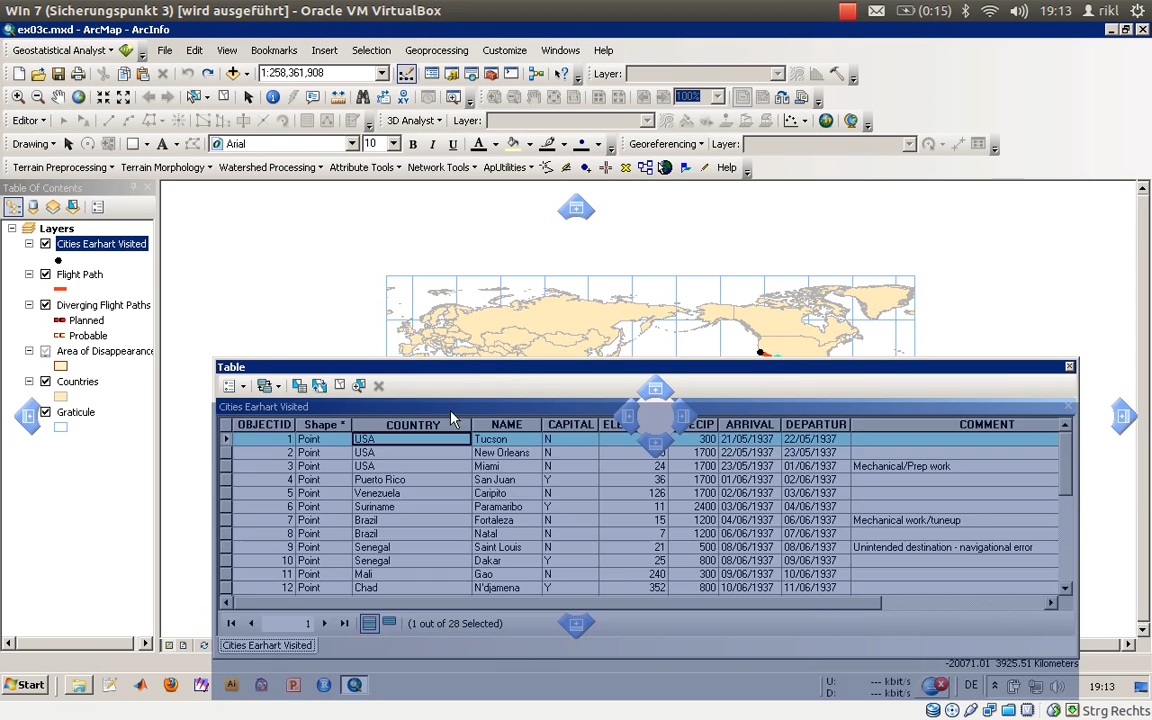 Win 7 (Sicherungspunkt 3) [wird ausgeführt] - Oracle VM VirtualBox (0:15) 19:13 rikl
ex03c.mxd - ArcMap - ArcInfo
Geostatistical Analyst File Edit View Bookmarks Insert Selection Geoprocessing Customize Windows Help
1:258,361,908 Layer:
100%
Editor 3D Analyst Layer:
Drawing A Arial 10 B I U A Georeferencing Layer:
Terrain Preprocessing Terrain Morphology Watershed Processing Attribute Tools Network Tools ApUtilities Help
Table Of Contents
Layers
Cities Earhart Visited
Flight Path
Diverging Flight Paths
Planned
Probable
Area of Disappearance
Countries
Graticule
Table
Cities Earhart Visited
OBJECTID Shape * COUNTRY NAME CAPITAL ECIP ARRIVAL DEPARTUR COMMENT
1 Point USA Tucson N 300 21/05/1937 22/05/1937
2 Point USA New Orleans N 1700 22/05/1937 23/05/1937
3 Point USA Miami N 24 1700 23/05/1937 01/06/1937 Mechanical/Prep work
4 Point Puerto Rico San Juan Y 36 1700 01/06/1937 02/06/1937
5 Point Venezuela Caripito N 126 1700 02/06/1937 03/06/1937
6 Point Suriname Paramaribo Y 11 2400 03/06/1937 04/06/1937
7 Point Brazil Fortaleza N 15 1200 04/06/1937 06/06/1937 Mechanical work/tuneup
8 Point Brazil Natal N 7 1200 06/06/1937 07/06/1937
9 Point Senegal Saint Louis N 21 500 08/06/1937 08/06/1937 Unintended destination - navigational error
10 Point Senegal Dakar Y 25 800 08/06/1937 09/06/1937
11 Point Mali Gao N 240 300 09/06/1937 10/06/1937
12 Point Chad N'djamena Y 352 800 10/06/1937 11/06/1937
1 (1 out of 28 Selected)
Cities Earhart Visited
-20071.01 3925.51 Kilometers
Start U: --- kbit/s DE 19:13
D: --- kbit/s
Strg Rechts